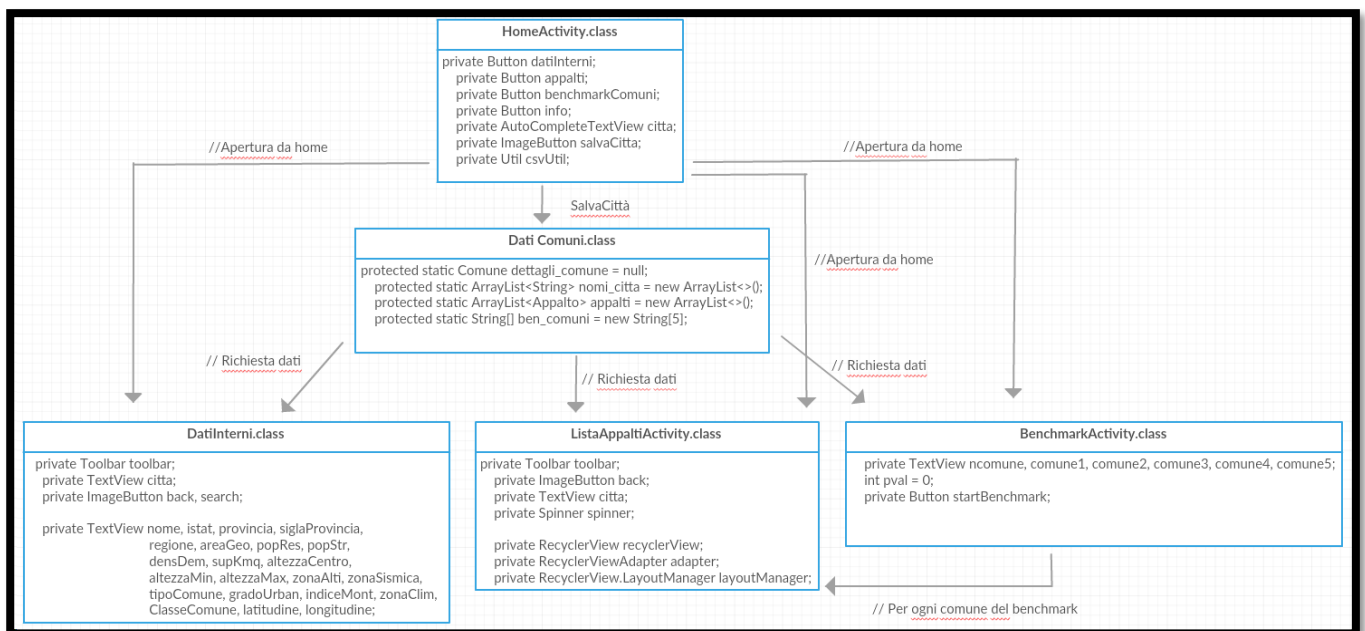 HomeActivity.class
private Button datiInterni;
private Button appalti;
private Button benchmarkComuni;
private Button info;
private AutoCompleteTextView citta;
private ImageButton salvaCitta;
private Util csvUtil;
//Apertura da home
//Apertura da home
SalvaCittà
Dati Comuni.class
protected static Comune dettagli_comune = null;
protected static ArrayList<String> nomi_citta = new ArrayList<>();
protected static ArrayList<Appalto> appalti = new ArrayList<>();
protected static String[] ben_comuni = new String[5];
//Apertura da home
// Richiesta dati
// Richiesta dati
// Richiesta dati
DatiInterni.class
private Toolbar toolbar;
private TextView citta;
private ImageButton back, search;
private TextView nome, istat, provincia, siglaProvincia,
regione, areaGeo, popRes, popStr,
densDem, supKmq, altezzaCentro,
altezzaMin, altezzaMax, zonaAlti, zonaSismica,
tipoComune, gradoUrban, indiceMont, zonaClim,
ClasseComune, latitudine, longitudine;
ListaAppaltiActivity.class
private Toolbar toolbar;
private ImageButton back;
private TextView citta;
private Spinner spinner;
private RecyclerView recyclerView;
private RecyclerViewAdapter adapter;
private RecyclerView.LayoutManager layoutManager;
BenchmarkActivity.class
private TextView ncomune, comune1, comune2, comune3, comune4, comune5;
int pval = 0;
private Button startBenchmark;
// Per ogni comune del benchmark